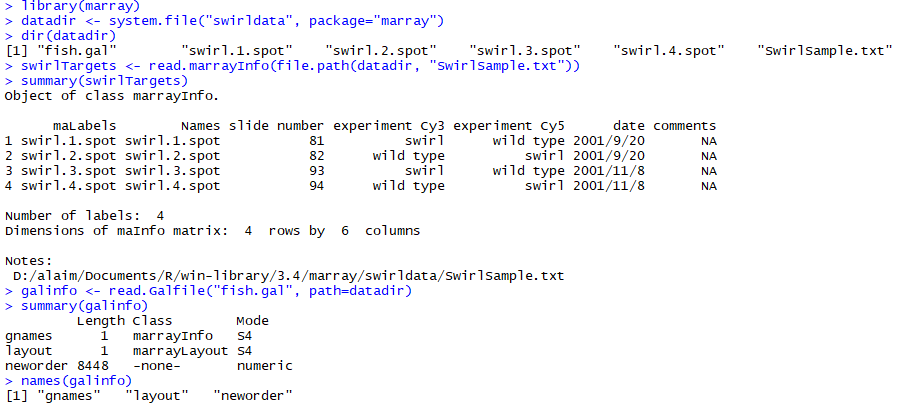 > library(marray)
> datadir <- system.file("swirldata", package="marray")
> dir(datadir)
[1] "fish.gal"        "swirl.1.spot"    "swirl.2.spot"    "swirl.3.spot"    "swirl.4.spot"    "SwirlSample.txt"
> swirlTargets <- read.marrayInfo(file.path(datadir, "SwirlSample.txt"))
> summary(swirlTargets)
Object of class marrayInfo.

      maLabels        Names slide number experiment Cy3 experiment Cy5      date comments
1 swirl.1.spot swirl.1.spot           81          swirl      wild type 2001/9/20       NA
2 swirl.2.spot swirl.2.spot           82      wild type          swirl 2001/9/20       NA
3 swirl.3.spot swirl.3.spot           93          swirl      wild type 2001/11/8       NA
4 swirl.4.spot swirl.4.spot           94      wild type          swirl 2001/11/8       NA

Number of labels:  4
Dimensions of maInfo matrix:  4  rows by  6  columns

Notes:
 D:/alaim/Documents/R/win-library/3.4/marray/swirldata/SwirlSample.txt
> galinfo <- read.Galfile("fish.gal", path=datadir)
> summary(galinfo)
         Length Class        Mode
gnames      1   marrayInfo   S4
layout      1   marrayLayout S4
neworder 8448   -none-       numeric
> names(galinfo)
[1] "gnames"   "layout"   "neworder"